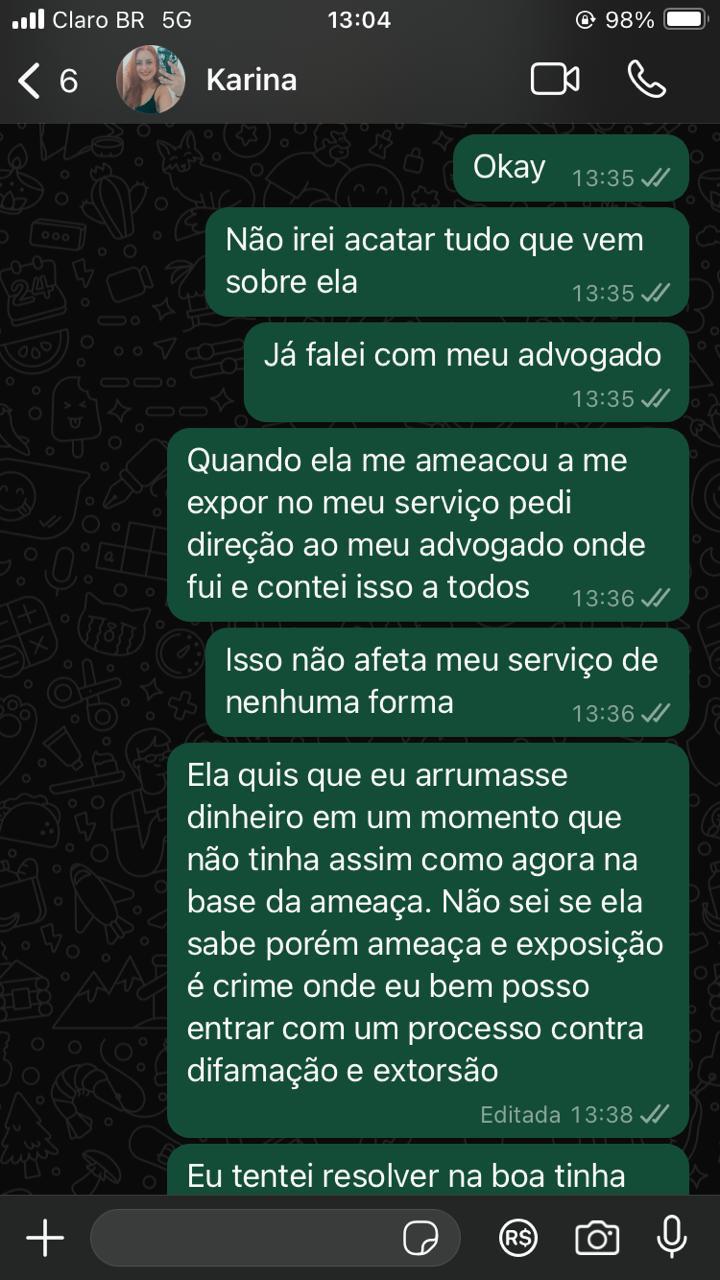 Claro BR 5G 13:04 98%
6 Karina
Okay 13:35
Não irei acatar tudo que vem
sobre ela 13:35
Já falei com meu advogado
13:35
Quando ela me ameacou a me
expor no meu serviço pedi
direção ao meu advogado onde
fui e contei isso a todos 13:36
Isso não afeta meu serviço de
nenhuma forma 13:36
Ela quis que eu arrumasse
dinheiro em um momento que
não tinha assim como agora na
base da ameaça. Não sei se ela
sabe porém ameaça e exposição
é crime onde eu bem posso
entrar com um processo contra
difamação e extorsão
Editada 13:38
Eu tentei resolver na boa tinha
R$